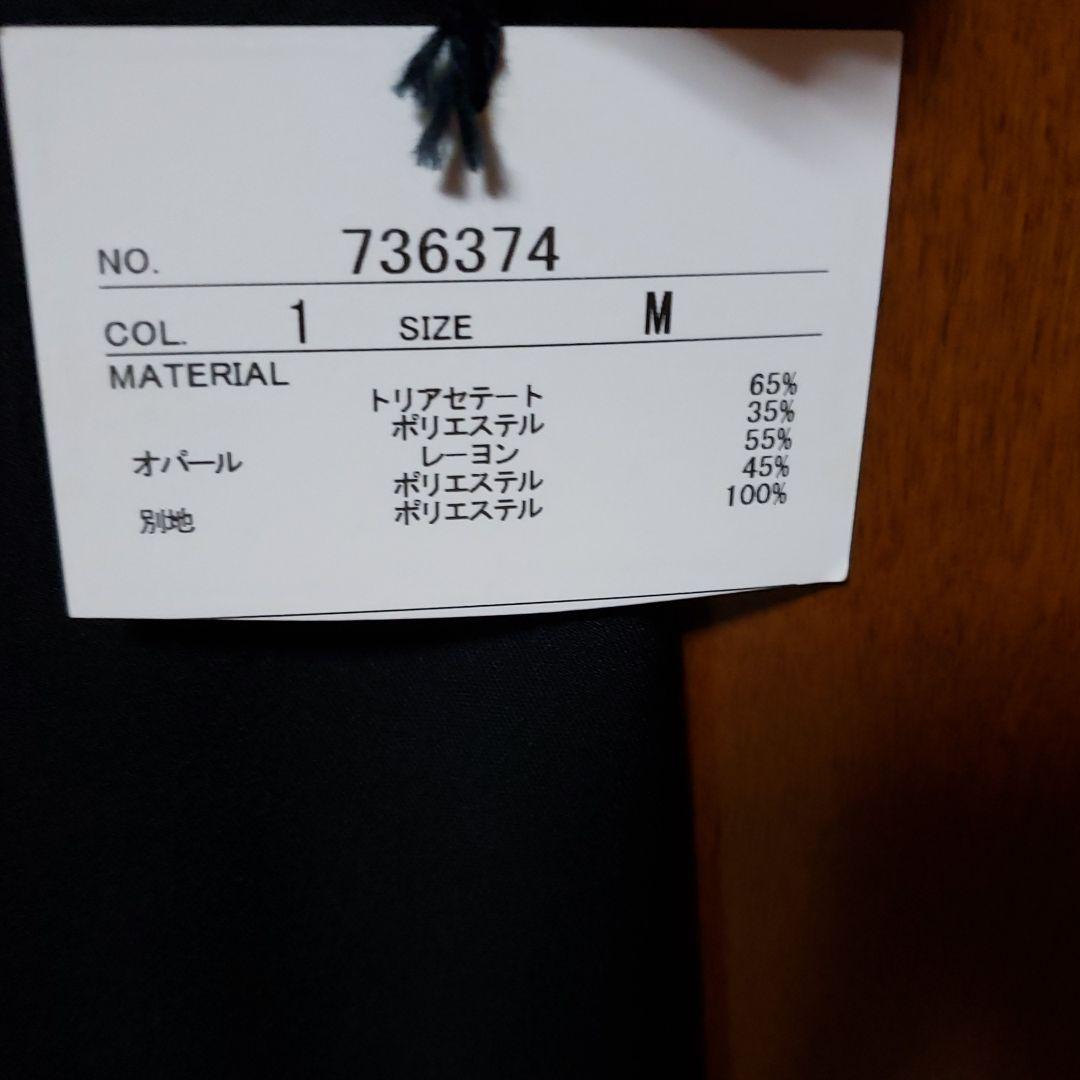 NO. 736374
COL. 1 SIZE M
MATERIAL
トリアセテート 65%
ポリエステル 35%
オパール レーヨン 55%
ポリエステル 45%
別地 ポリエステル 100%